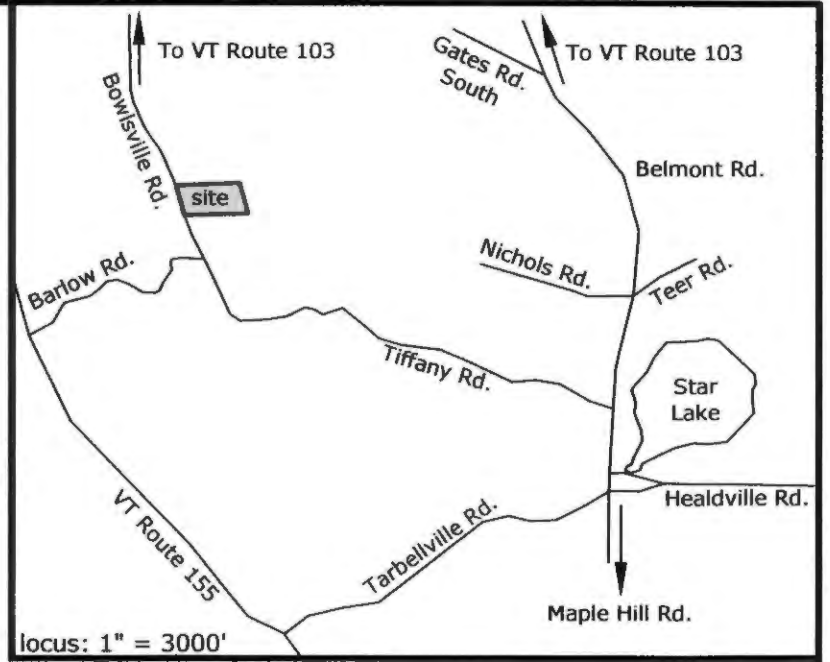 To VT Route 103
Gates Rd.
South
To VT Route 103
Bowlsville Rd.
Belmont Rd.
site
Nichols Rd.
Teer Rd.
Barlow Rd.
Tiffany Rd.
Star
Lake
VT Route 155
Tarbellville Rd.
Healdville Rd.
Maple Hill Rd.
locus: 1" = 3000'